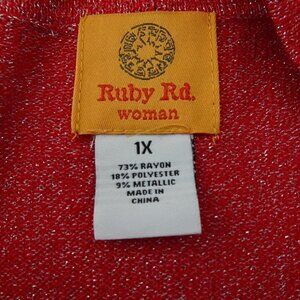 Ruby Rd.
woman
1X
73% RAYON
18% POLYESTER
9% METALLIC
MADE IN
CHINA